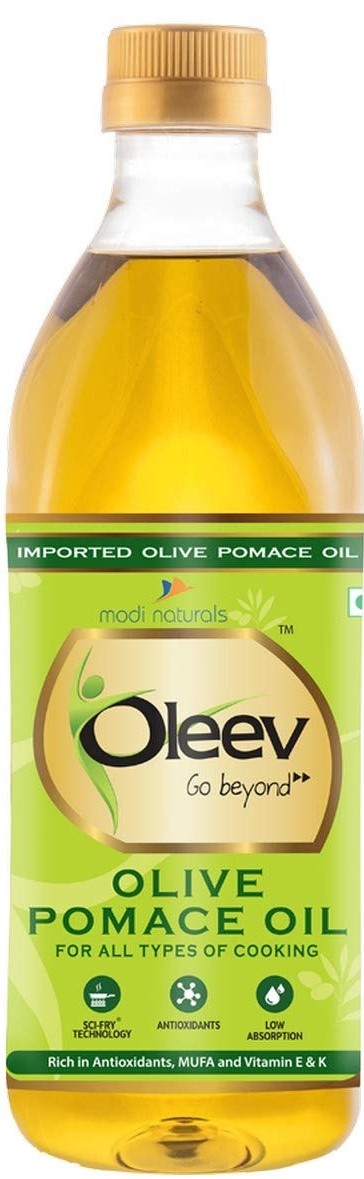 IMPORTED OLIVE POMACE OIL
modi naturals
TM
Oleev
Go beyond
OLIVE
POMACE OIL
FOR ALL TYPES OF COOKING
SCI-FRY®
TECHNOLOGY
ANTIOXIDANTS
LOW
ABSORPTION
Rich in Antioxidants, MUFA and Vitamin E & K